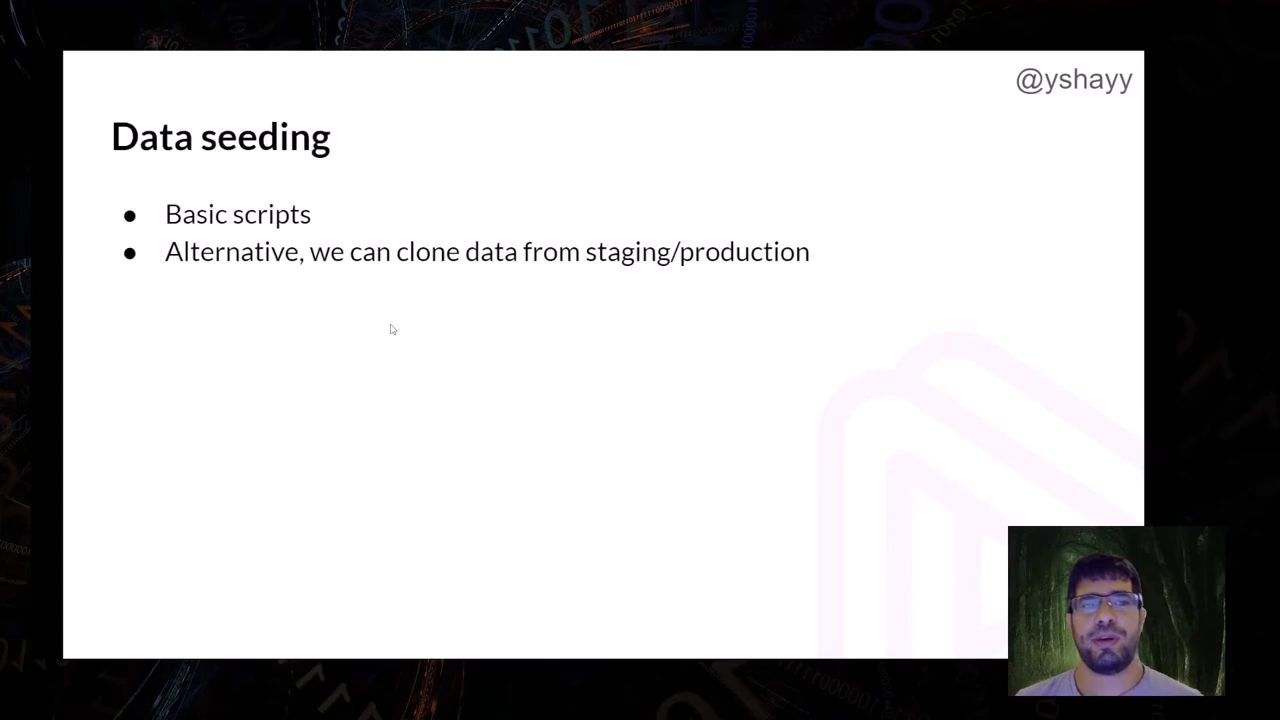 @yshayy
Data seeding
● Basic scripts
● Alternative, we can clone data from staging/production